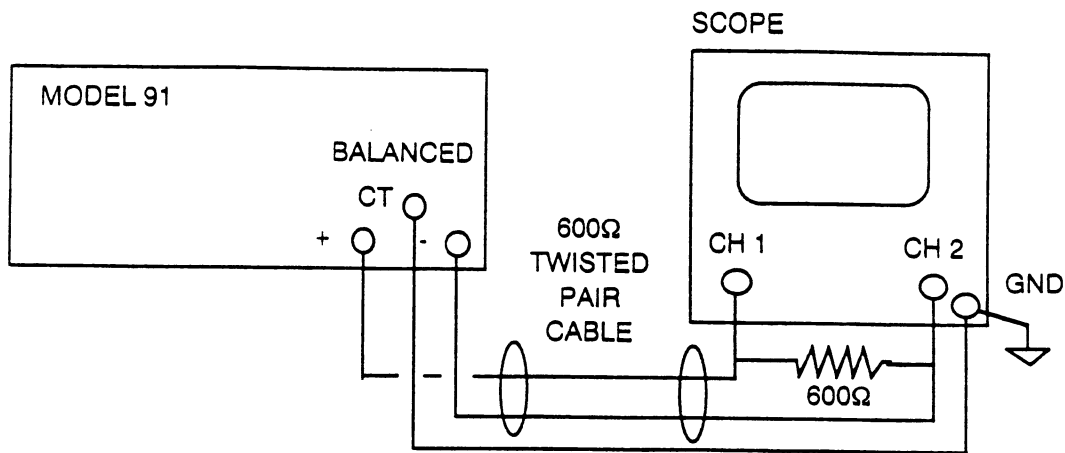 SCOPE
MODEL 91
BALANCED
CT
+
-
600Ω
TWISTED
PAIR
CABLE
CH 1
CH 2
GND
600Ω